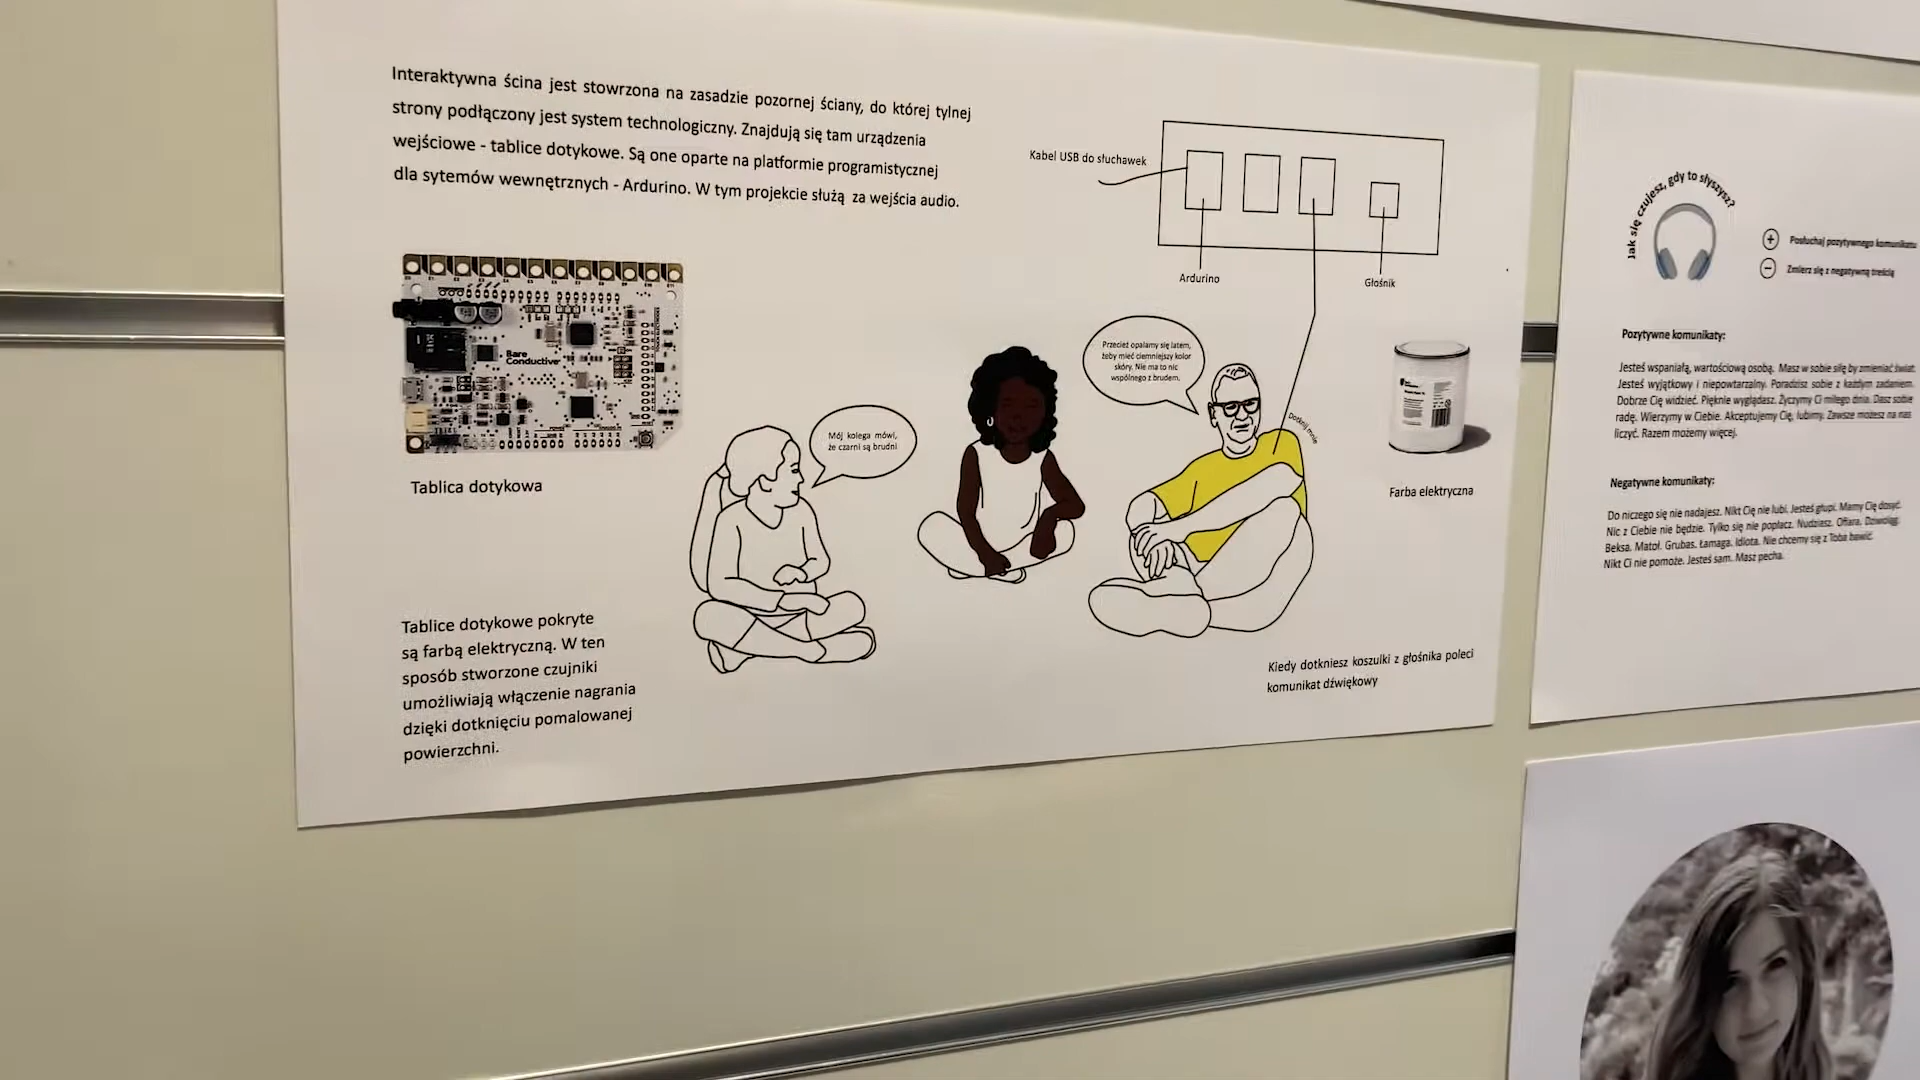 Interaktywna ścina jest stowrzona na zasadzie pozornej ściany, do której tylnej
strony podłączony jest system technologiczny. Znajdują się tam urządzenia
wejściowe - tablice dotykowe. Są one oparte na platformie programistycznej
dla sytemów wewnętrznych - Ardurino. W tym projekcie służą za wejścia audio.
Kabel USB do słuchawek
Ardurino
Głośnik
Bare
Conductive
Tablica dotykowa
Mój kolega mówi,
że czarni są brudni
Przecież opalamy się latem,
żeby mieć ciemniejszy kolor
skóry. Nie ma to nic
wspólnego z brudem.
Dotknij mnie
Farba elektryczna
Tablice dotykowe pokryte
są farbą elektryczną. W ten
sposób stworzone czujniki
umożliwiają włączenie nagrania
dzięki dotknięciu pomalowanej
powierzchni.
Kiedy dotkniesz koszulki z głośnika poleci
komunikat dźwiękowy
Jak się czujesz, gdy to słyszysz?
+ Posłuchaj pozytywnego komunikatu
− Zmierz się z negatywną treścią
Pozytywne komunikaty:
Jesteś wspaniałą, wartościową osobą. Masz w sobie siłę by zmieniać świat.
Jesteś wyjątkowy i niepowtarzalny. Poradzisz sobie z każdym zadaniem.
Dobrze Cię widzieć. Pięknie wyglądasz. Życzymy Ci miłego dnia. Dasz sobie
radę. Wierzymy w Ciebie. Akceptujemy Cię, lubimy. Zawsze możesz na nas
liczyć. Razem możemy więcej.
Negatywne komunikaty:
Do niczego się nie nadajesz. Nikt Cię nie lubi. Jesteś głupi. Mamy Cię dosyć.
Nic z Ciebie nie będzie. Tylko się nie popłacz. Nudziasz. Ofiara.
Beksa. Matoł. Grubas. Łamaga. Idiota. Nie chcemy się z Toba bawić.
Nikt Ci nie pomoże. Jesteś sam. Masz pecha.